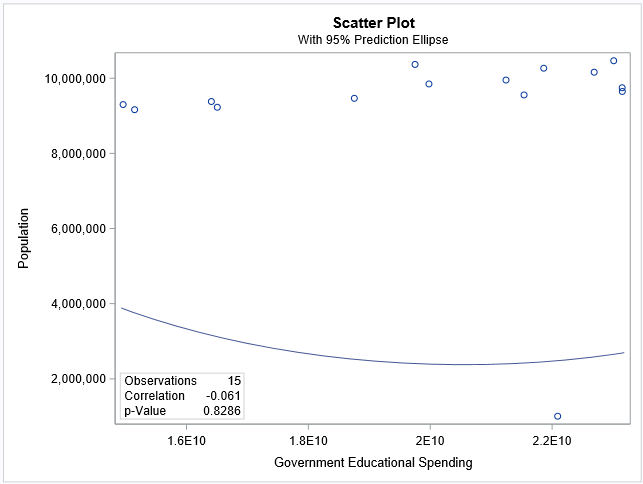 Scatter Plot
With 95% Prediction Ellipse
10,000,000
8,000,000
6,000,000
4,000,000
2,000,000
Population
Observations 15
Correlation -0.061
p-Value 0.8286
1.6E10 1.8E10 2E10 2.2E10
Government Educational Spending